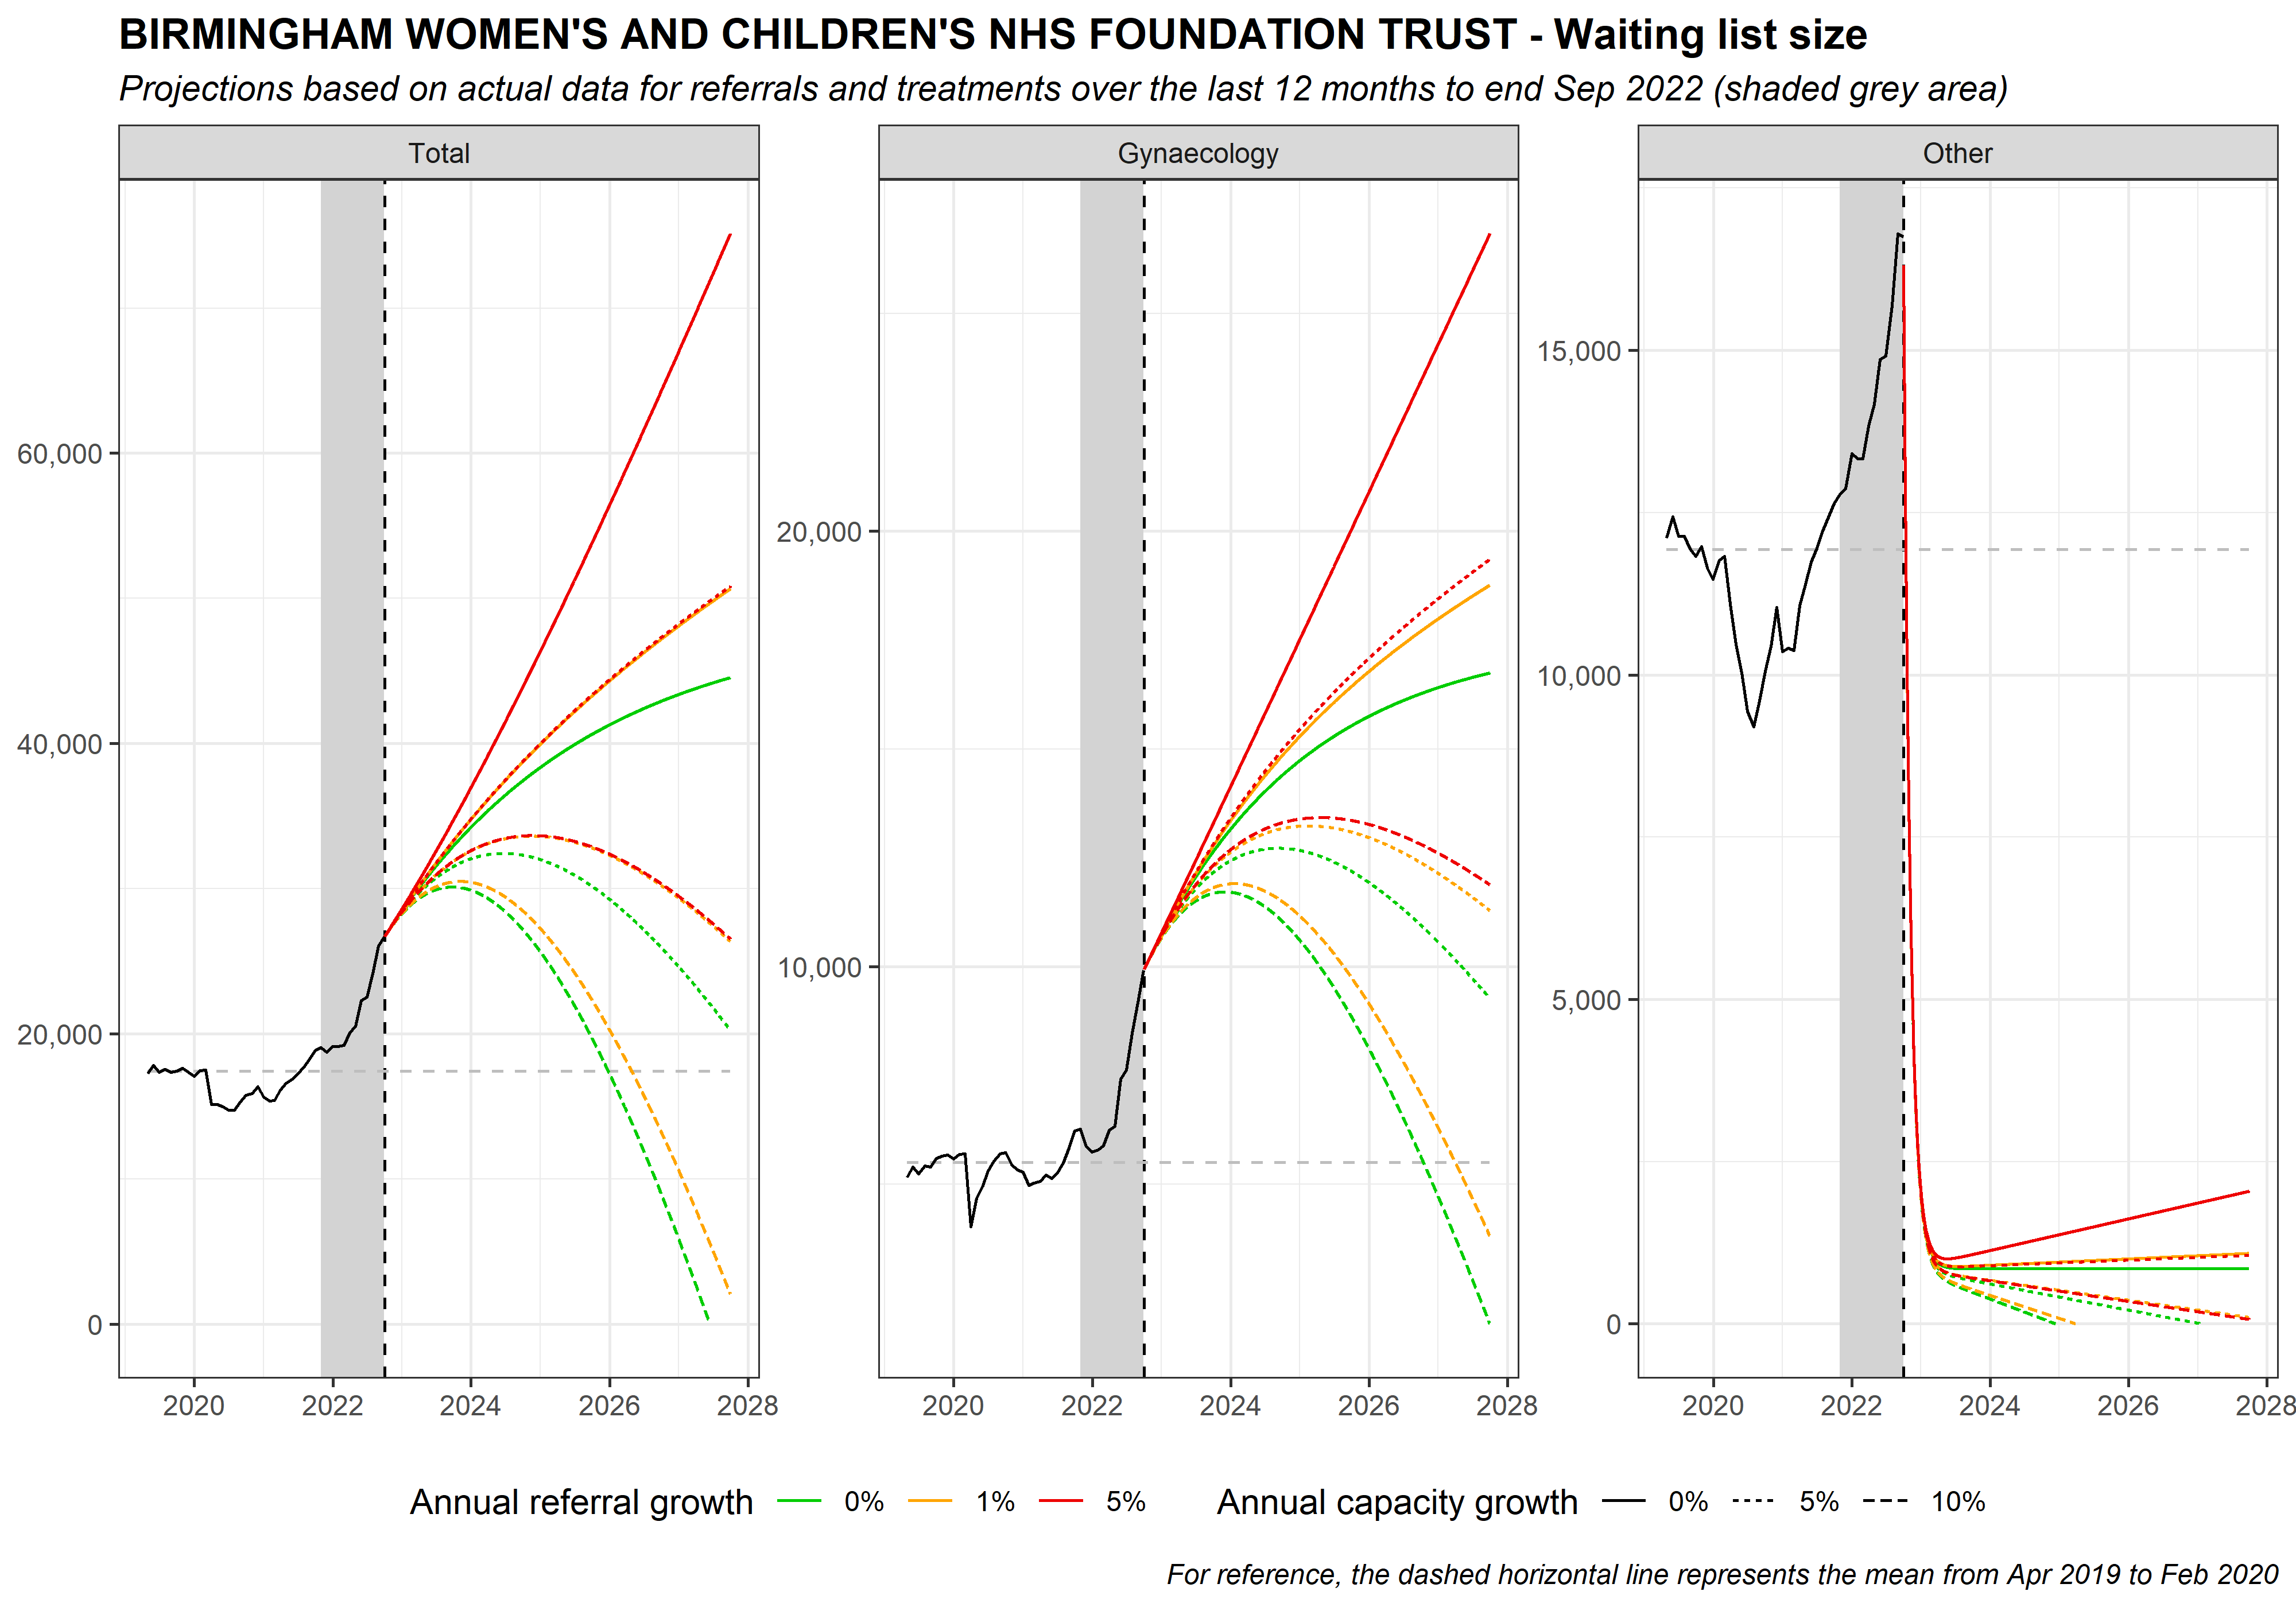 BIRMINGHAM WOMEN'S AND CHILDREN'S NHS FOUNDATION TRUST - Waiting list size
Projections based on actual data for referrals and treatments over the last 12 months to end Sep 2022 (shaded grey area)
Total
Gynaecology
Other
60,000
40,000
20,000
0
20,000
10,000
15,000
10,000
5,000
0
2020 2022 2024 2026 2028
2020 2022 2024 2026 2028
2020 2022 2024 2026 2028
Annual referral growth 0% 1% 5% Annual capacity growth 0% 5% 10%
For reference, the dashed horizontal line represents the mean from Apr 2019 to Feb 2020